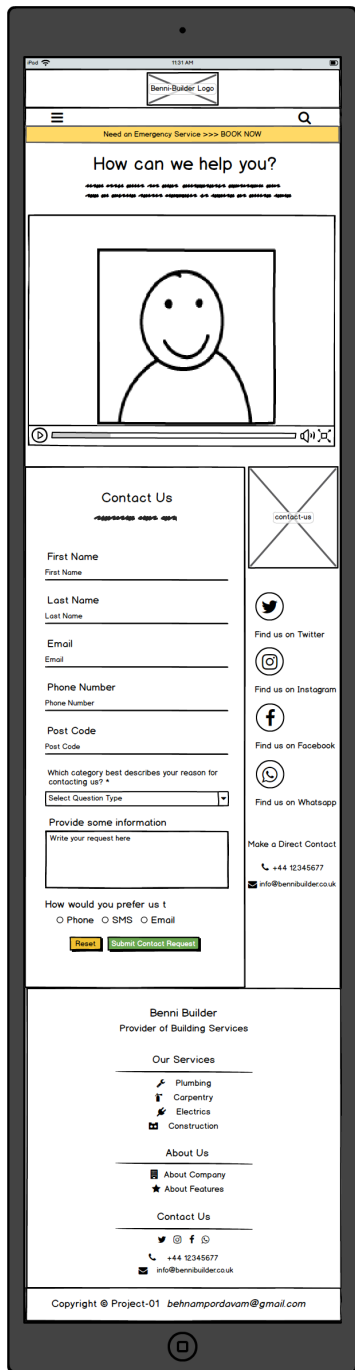 iPod 11:31 AM
Benni-Builder Logo
Need an Emergency Service >>> BOOK NOW
How can we help you?
Contact Us
First Name
First Name
Last Name
Last Name
Email
Email
Phone Number
Phone Number
Post Code
Post Code
Which category best describes your reason for
contacting us? *
Select Question Type
Provide some information
Write your request here
How would you prefer us t
Phone SMS Email
Reset Submit Contact Request
contact-us
Find us on Twitter
Find us on Instagram
Find us on Facebook
Find us on Whatsapp
Make a Direct Contact
+44 12345677
info@bennibuilder.co.uk
Benni Builder
Provider of Building Services
Our Services
Plumbing
Carpentry
Electrics
Construction
About Us
About Company
About Features
Contact Us
+44 12345677
info@bennibuilder.co.uk
Copyright © Project-01 behnampordavam@gmail.com